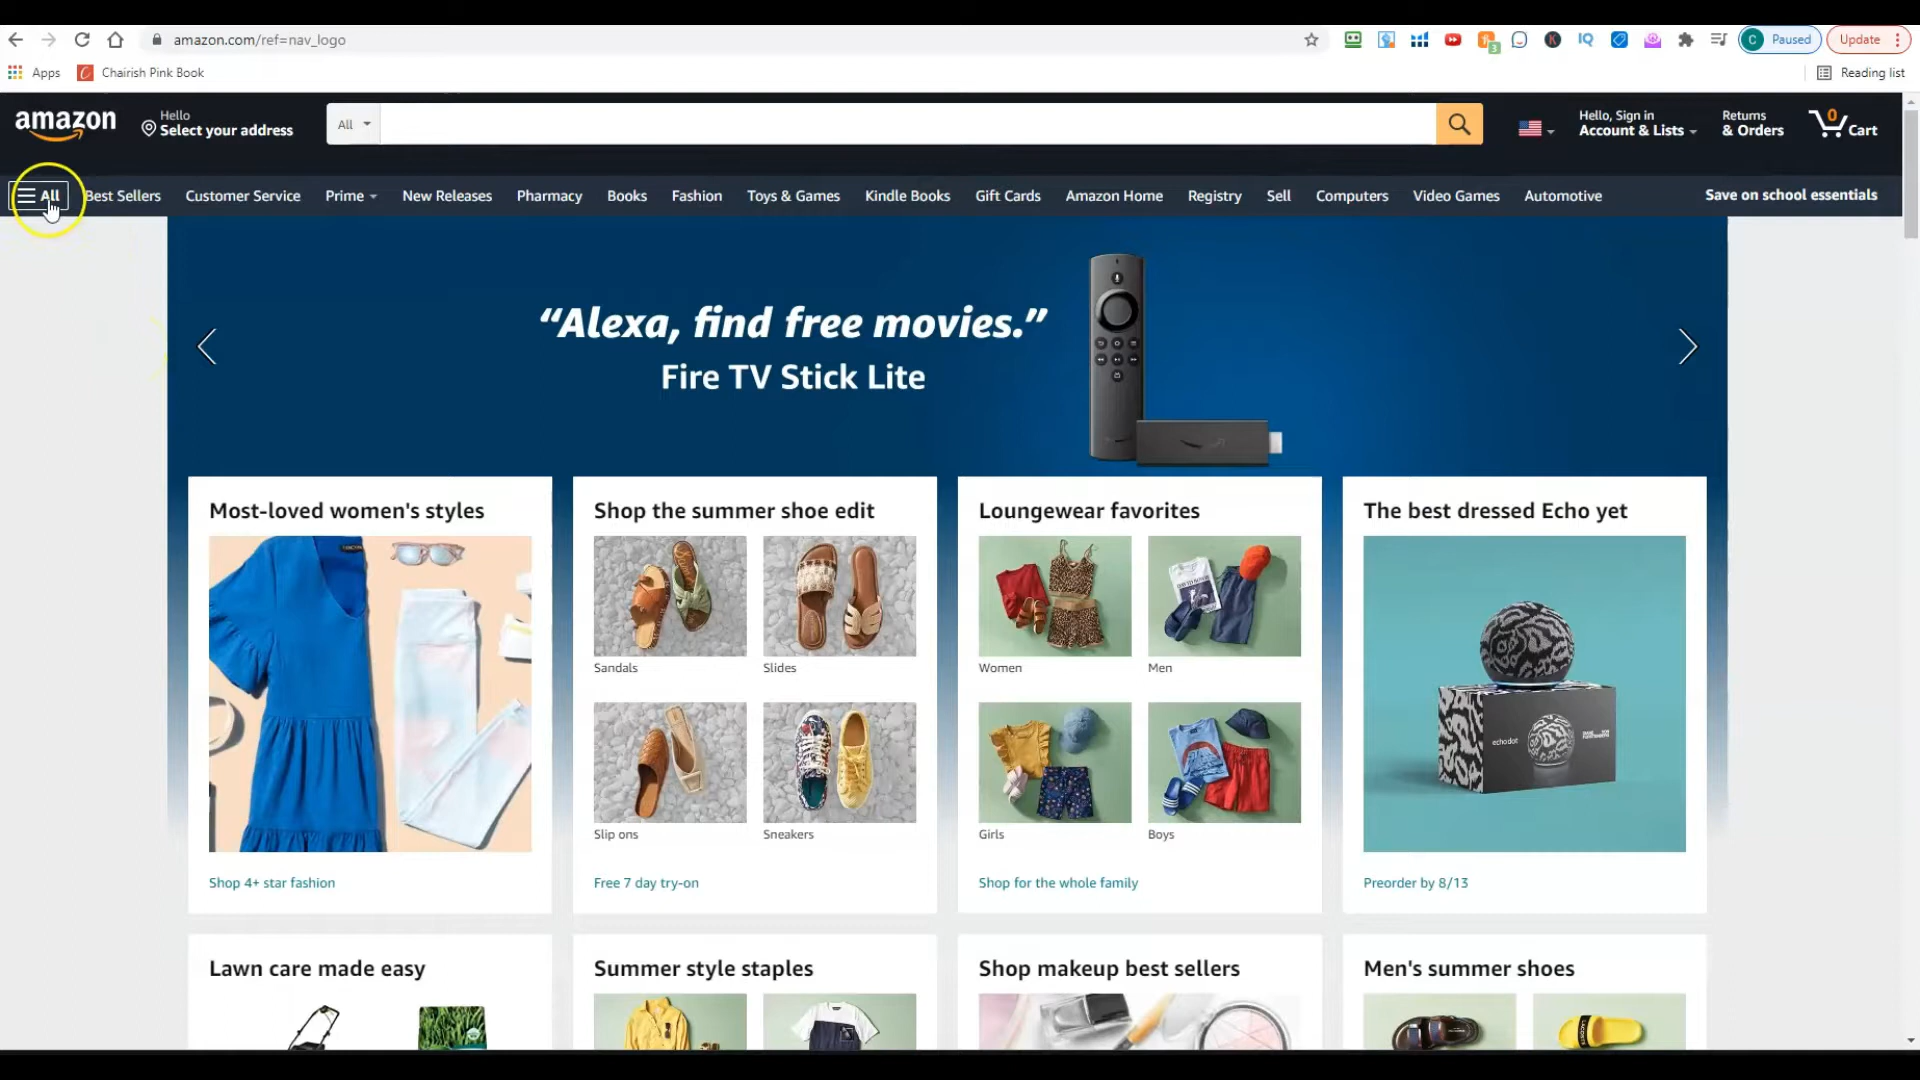 amazon.com/ref=nav_logo
3
C Paused
Update
Apps
Chairish Pink Book
Reading list
amazon
Hello
Select your address
All
Hello, Sign in
Account & Lists
Returns
& Orders
0
Cart
All
Best Sellers
Customer Service
Prime
New Releases
Pharmacy
Books
Fashion
Toys & Games
Kindle Books
Gift Cards
Amazon Home
Registry
Sell
Computers
Video Games
Automotive
Save on school essentials
“Alexa, find free movies.”
Fire TV Stick Lite
Most-loved women's styles
Shop 4+ star fashion
Shop the summer shoe edit
Sandals
Slides
Slip ons
Sneakers
Free 7 day try-on
Loungewear favorites
Women
Men
Girls
Boys
Shop for the whole family
The best dressed Echo yet
echo dot
Preorder by 8/13
Lawn care made easy
Summer style staples
Shop makeup best sellers
Men's summer shoes